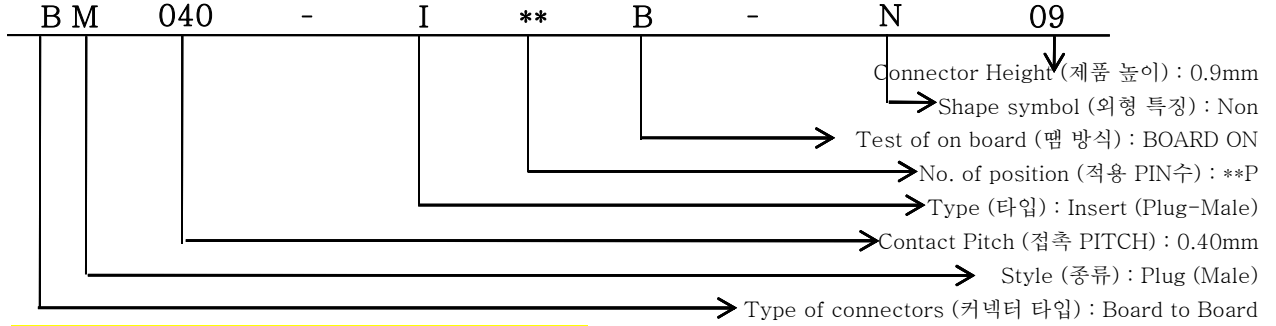 B M 040 - I ** B - N 09
Connector Height (제품 높이) : 0.9mm
Shape symbol (외형 특징) : Non
Test of on board (땜 방식) : BOARD ON
No. of position (적용 PIN수) : **P
Type (타입) : Insert (Plug-Male)
Contact Pitch (접촉 PITCH) : 0.40mm
Style (종류) : Plug (Male)
Type of connectors (커넥터 타입) : Board to Board